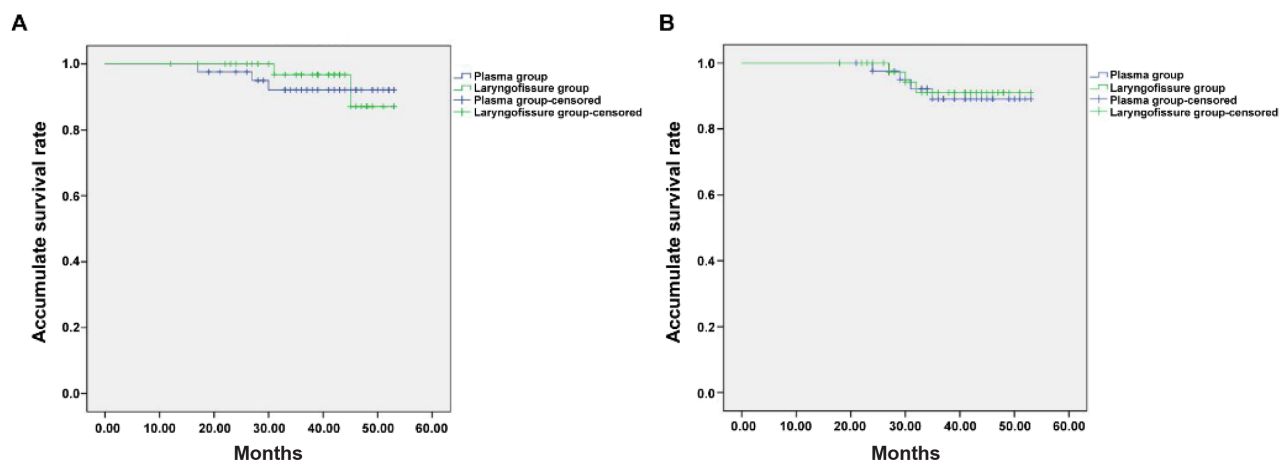 A
Accumulate survival rate
1.0
0.8
0.6
0.4
0.2
0.0
0.00 10.00 20.00 30.00 40.00 50.00 60.00
Months
Plasma group
Laryngofissure group
Plasma group-censored
Laryngofissure group-censored
B
Accumulate survival rate
1.0
0.8
0.6
0.4
0.2
0.0
0.00 10.00 20.00 30.00 40.00 50.00 60.00
Months
Plasma group
Laryngofissure group
Plasma group-censored
Laryngofissure group-censored